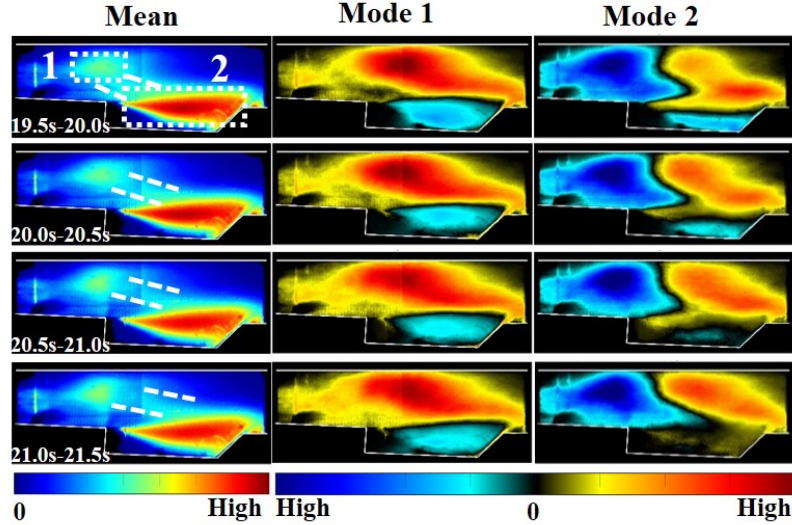 Mean Mode 1 Mode 2
1 2
19.5s-20.0s
20.0s-20.5s
20.5s-21.0s
21.0s-21.5s
0 High High 0 High